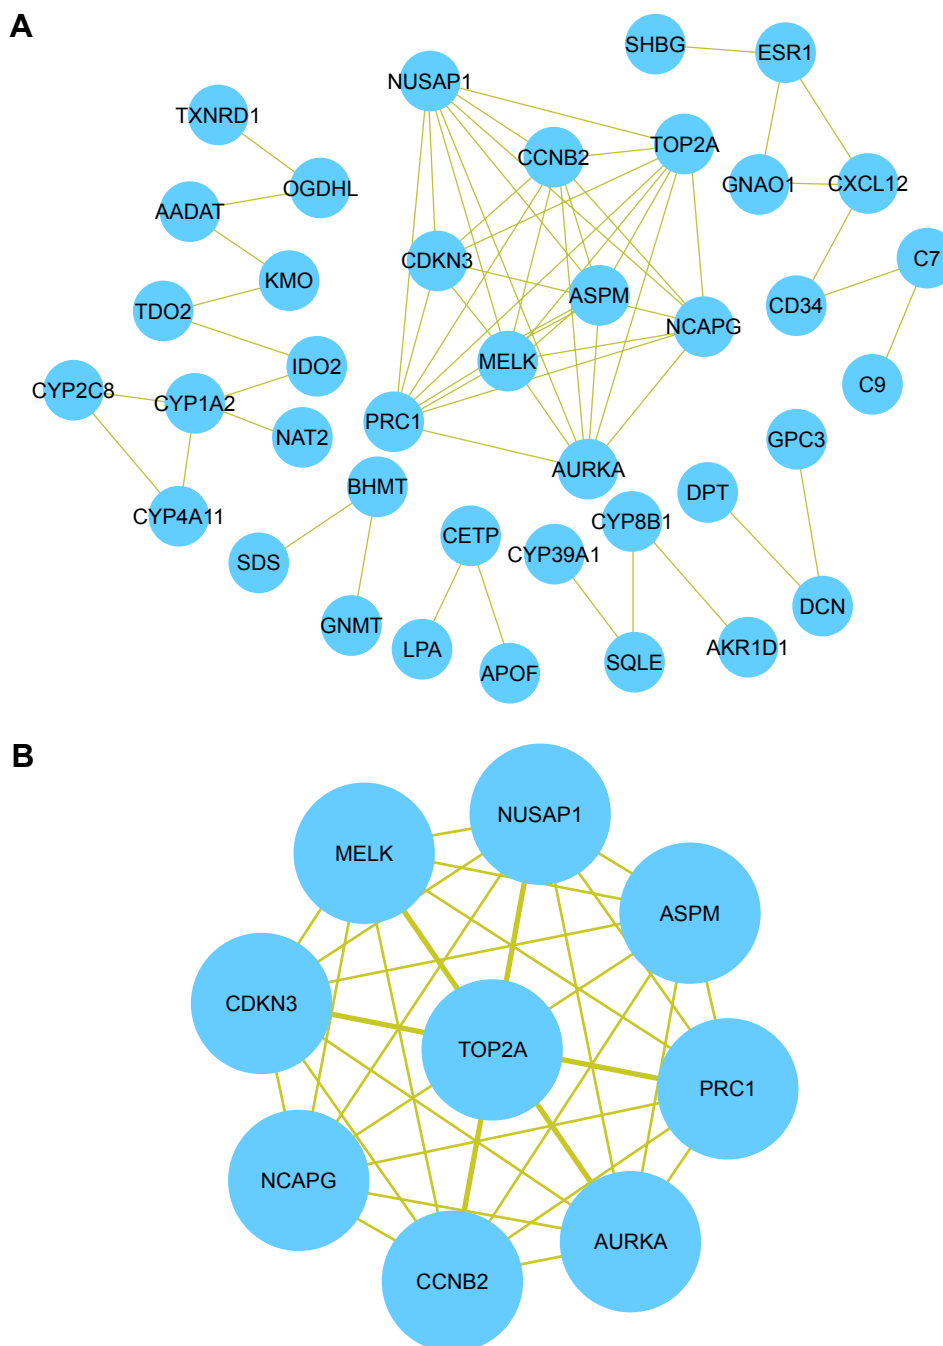 A
SHBG
ESR1
NUSAP1
TXNRD1
CCNB2
TOP2A
OGDHL
GNAO1
CXCL12
AADAT
CDKN3
C7
KMO
ASPM
TDO2
CD34
NCAPG
MELK
IDO2
CYP2C8
CYP1A2
C9
PRC1
NAT2
GPC3
AURKA
BHMT
DPT
CYP4A11
CYP8B1
CETP
CYP39A1
SDS
DCN
GNMT
LPA
AKR1D1
SQLE
APOF
B
NUSAP1
MELK
ASPM
CDKN3
TOP2A
PRC1
NCAPG
AURKA
CCNB2